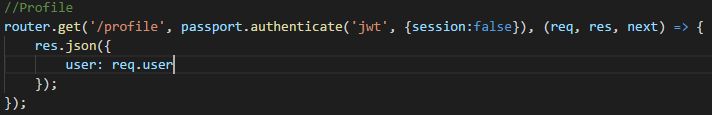 //Profile
router.get('/profile', passport.authenticate('jwt', {session:false}), (req, res, next) => {
    res.json({
        user: req.user
    });
});